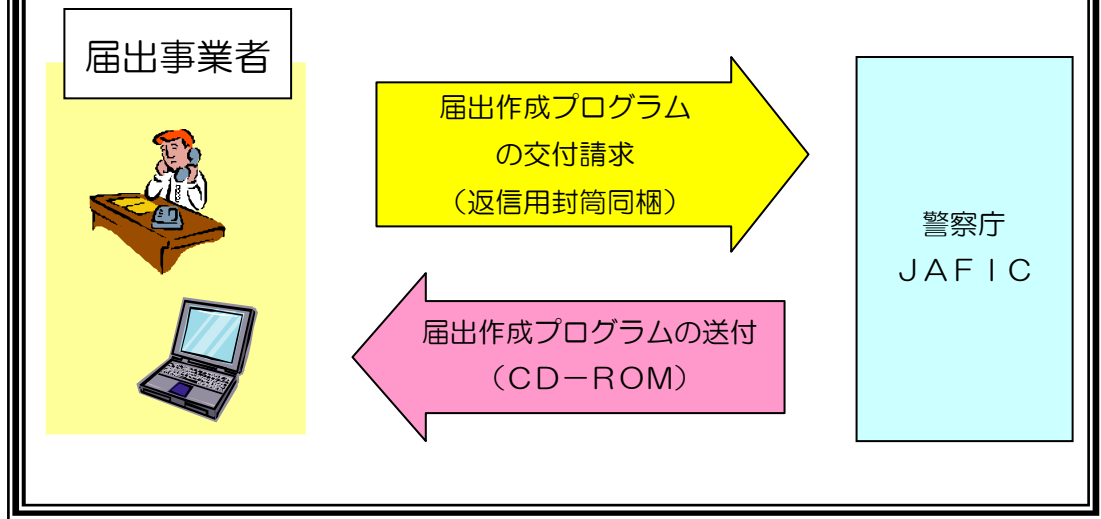 届出事業者
届出作成プログラム
の交付請求
（返信用封筒同梱）
警察庁
ＪＡＦＩＣ
届出作成プログラムの送付
（ＣＤ－ＲＯＭ）